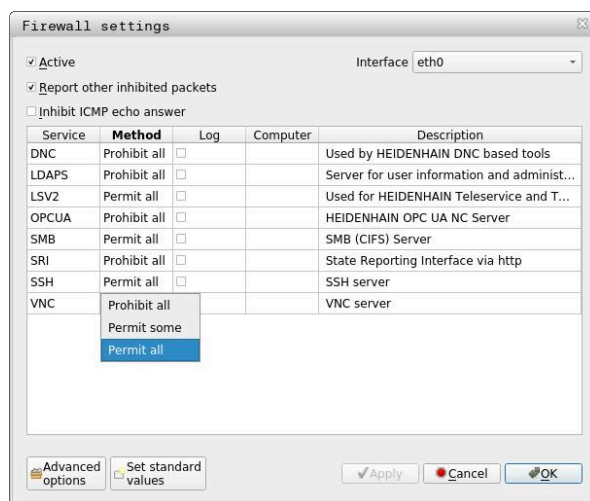 Firewall settings
Active
Interface eth0
Report other inhibited packets
Inhibit ICMP echo answer
Service Method Log Computer Description
DNC Prohibit all Used by HEIDENHAIN DNC based tools
LDAPS Prohibit all Server for user information and administ...
LSV2 Permit all Used for HEIDENHAIN Teleservice and T...
OPCUA Prohibit all HEIDENHAIN OPC UA NC Server
SMB Permit all SMB (CIFS) Server
SRI Prohibit all State Reporting Interface via http
SSH Permit all SSH server
VNC Prohibit all VNC server
Permit some
Permit all
Advanced options
Set standard values
Apply
Cancel
OK